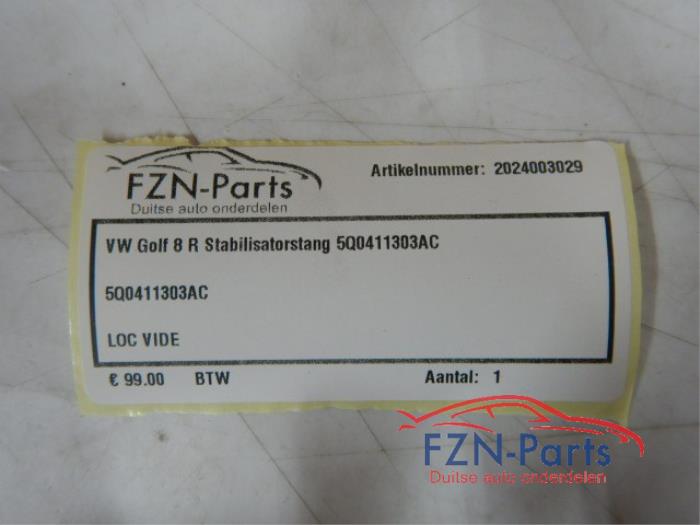 FZN-Parts
Duitse auto onderdelen
Artikelnummer: 2024003029
VW Golf 8 R Stabilisatorstang 5Q0411303AC
5Q0411303AC
LOC VIDE
€ 99.00 BTW Aantal: 1
FZN-Parts
Duitse auto onderdelen